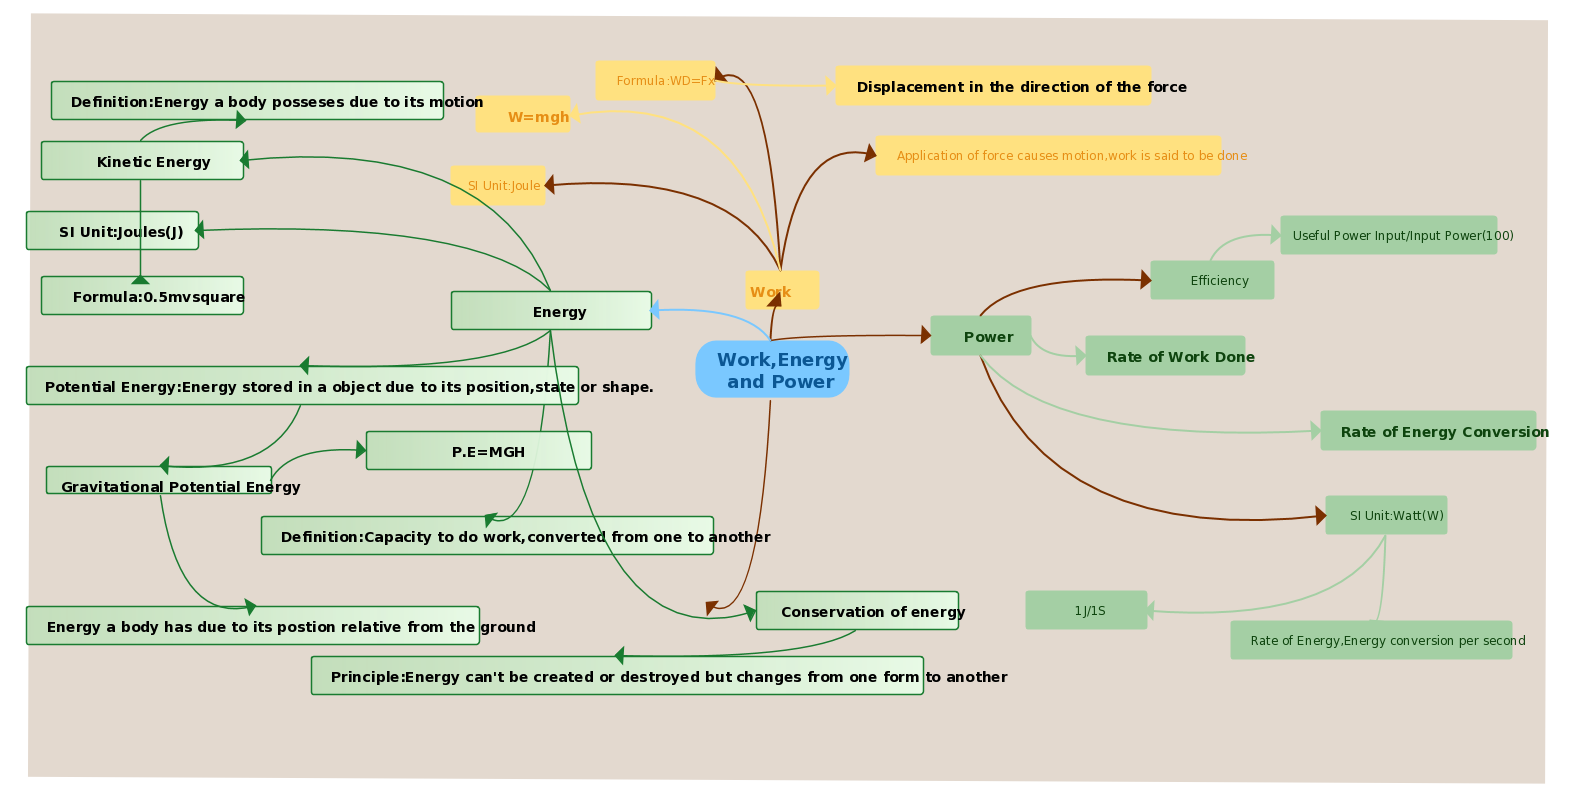 Formula:WD=Fx
Displacement in the direction of the force
Definition:Energy a body posseses due to its motion
W=mgh
Kinetic Energy
Application of force causes motion,work is said to be done
SI Unit:Joule
SI Unit:Joules(J)
Useful Power Input/Input Power(100)
Efficiency
Formula:0.5mvsquare
Work
Energy
Power
Work,Energy
and Power
Rate of Work Done
Potential Energy:Energy stored in a object due to its position,state or shape.
Rate of Energy Conversion
P.E=MGH
Gravitational Potential Energy
SI Unit:Watt(W)
Definition:Capacity to do work,converted from one to another
Conservation of energy
1J/1S
Energy a body has due to its postion relative from the ground
Rate of Energy,Energy conversion per second
Principle:Energy can't be created or destroyed but changes from one form to another